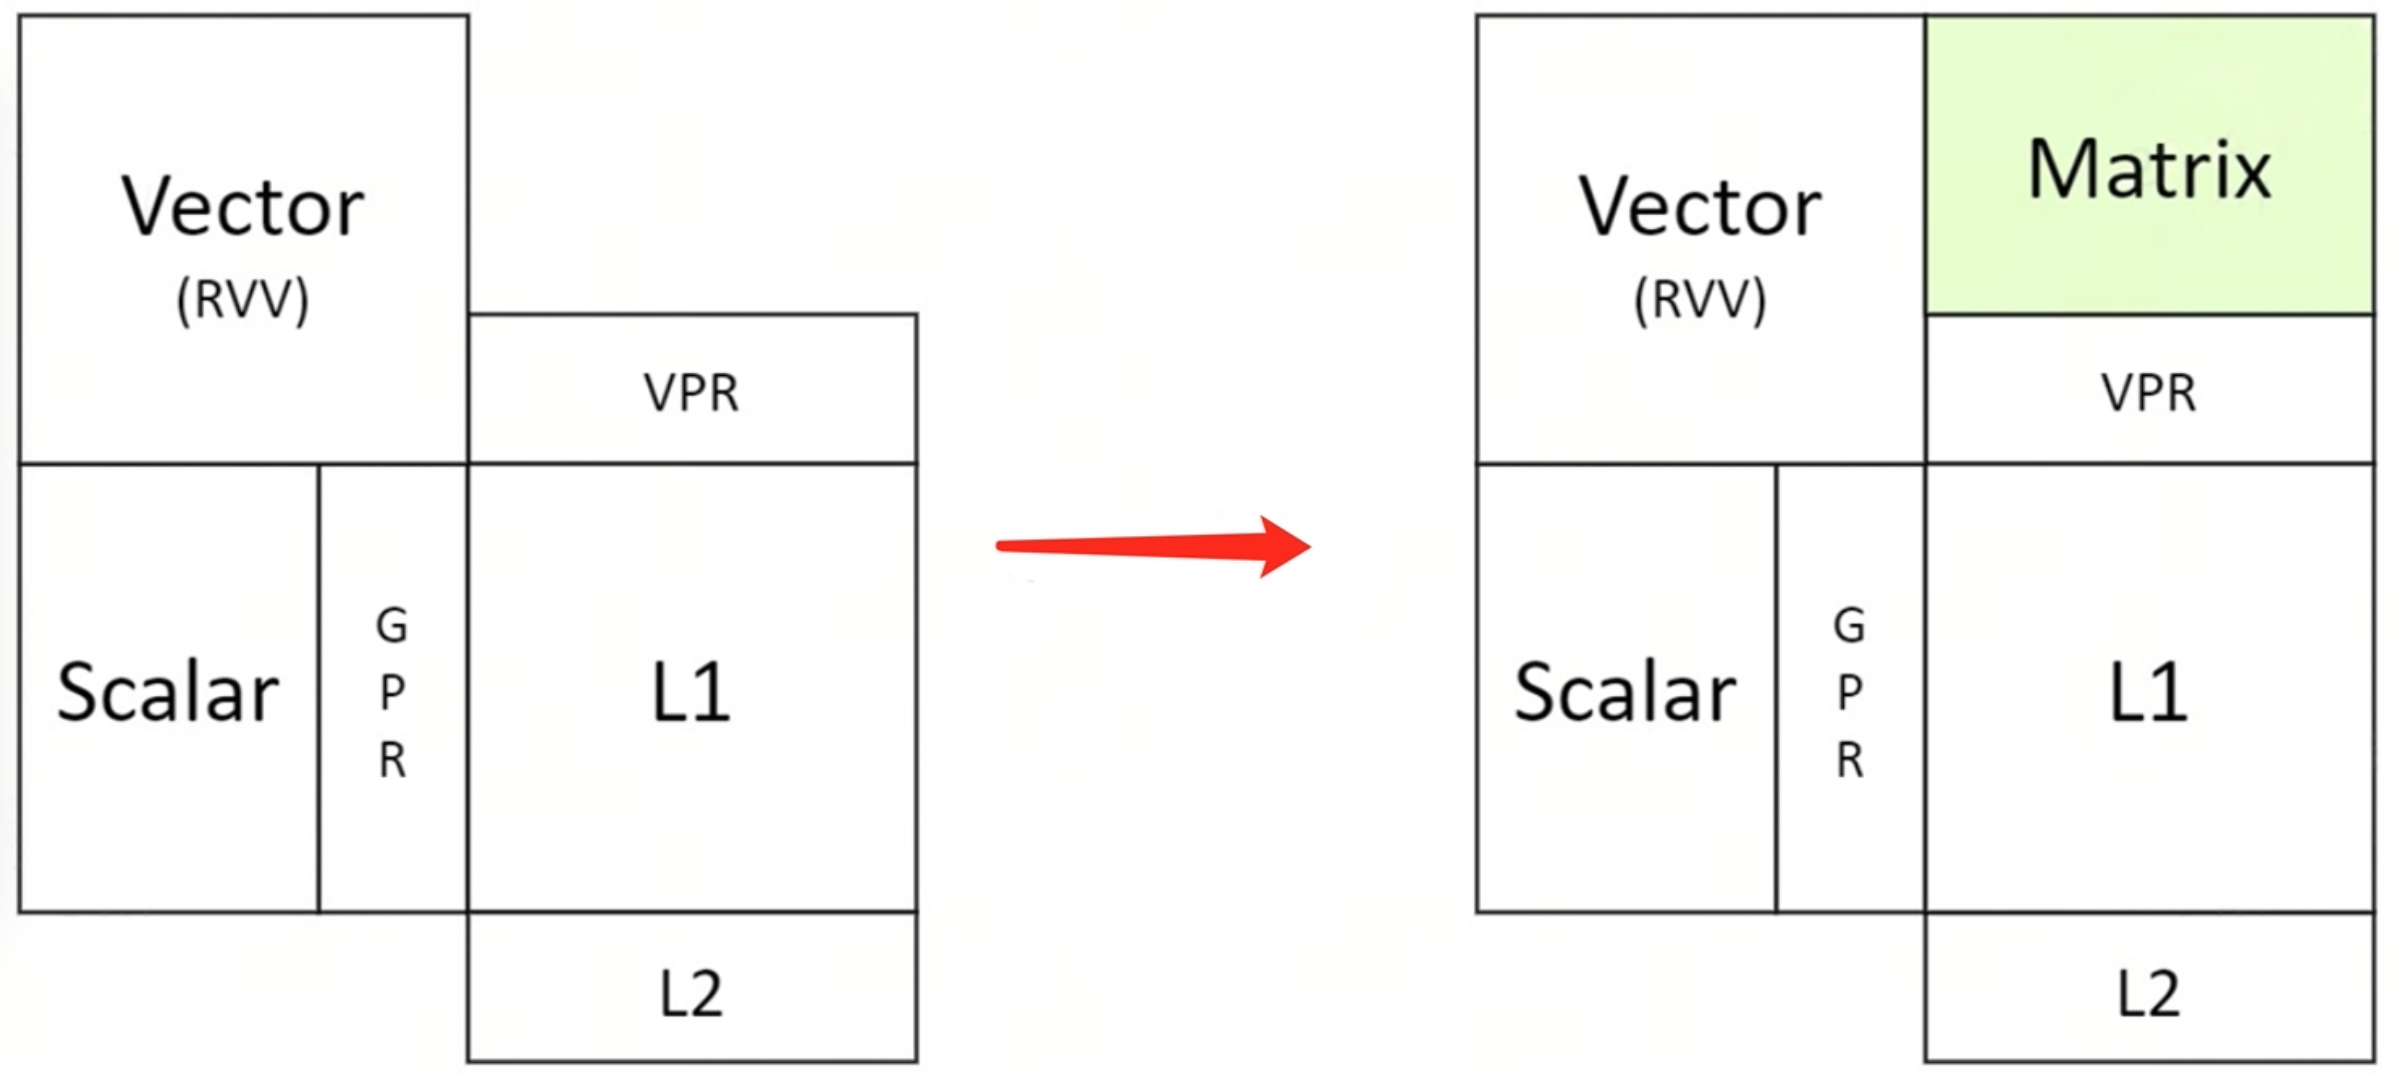 Vector
(RVV)
VPR
Scalar
G
P
R
L1
L2
Vector
(RVV)
Matrix
VPR
Scalar
G
P
R
L1
L2